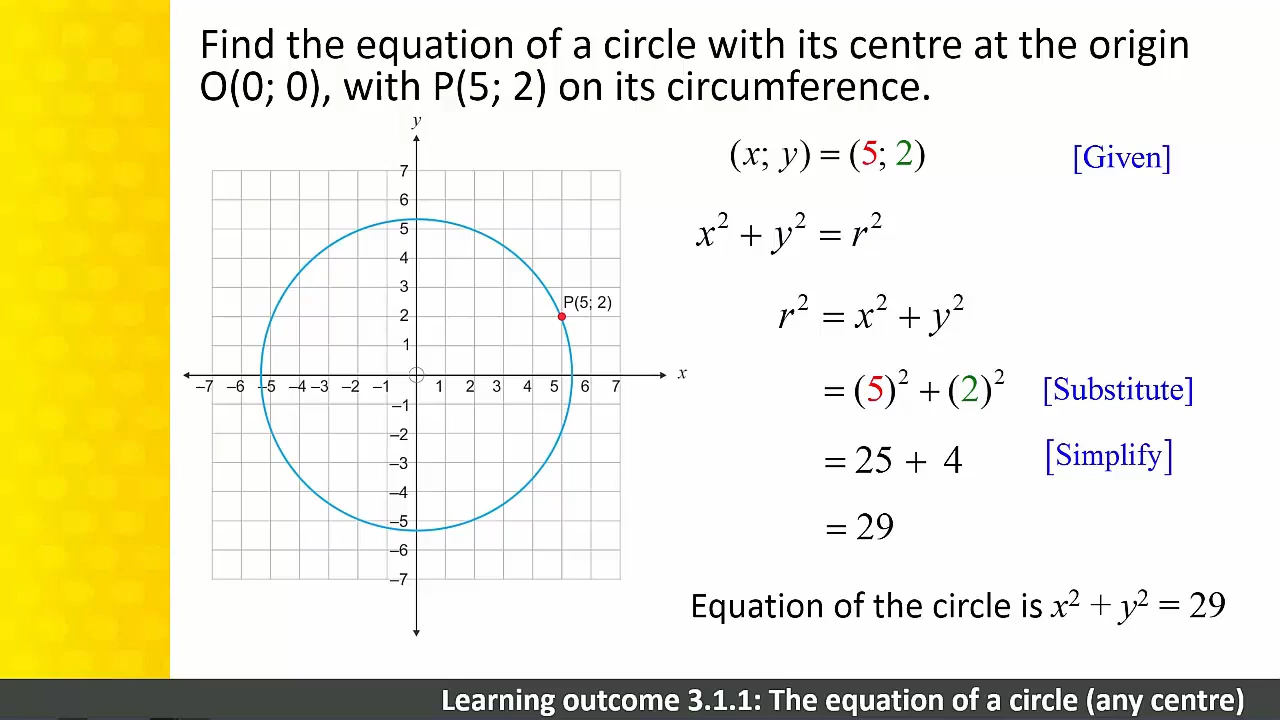 Find the equation of a circle with its centre at the origin
O(0; 0), with P(5; 2) on its circumference.
y
7
6
5
4
3
2
1
P(5; 2)
–7 –6 –5 –4 –3 –2 –1 1 2 3 4 5 6 7 x
–1
–2
–3
–4
–5
–6
–7
(x; y) = (5; 2) [Given]
x² + y² = r²
r² = x² + y²
= (5)² + (2)² [Substitute]
= 25 + 4 [Simplify]
= 29
Equation of the circle is x² + y² = 29
Learning outcome 3.1.1: The equation of a circle (any centre)